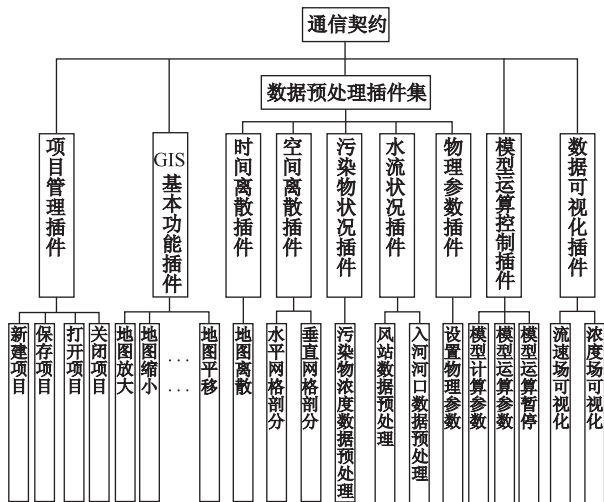 通信契约
数据预处理插件集
项目管理插件
GIS
基本功能插件
时间离散插件
空间离散插件
污染物状况插件
水流状况插件
物理参数插件
模型运算控制插件
数据可视化插件
新建项目
保存项目
打开项目
关闭项目
地图放大
地图缩小
...
...
地图平移
地图离散
水平网格剖分
垂直网格剖分
污染物浓度数据预处理
风站数据预处理
入河河口数据预处理
设置物理参数
模型计算参数
模型运算参数
模型运算暂停
流速场可视化
浓度场可视化